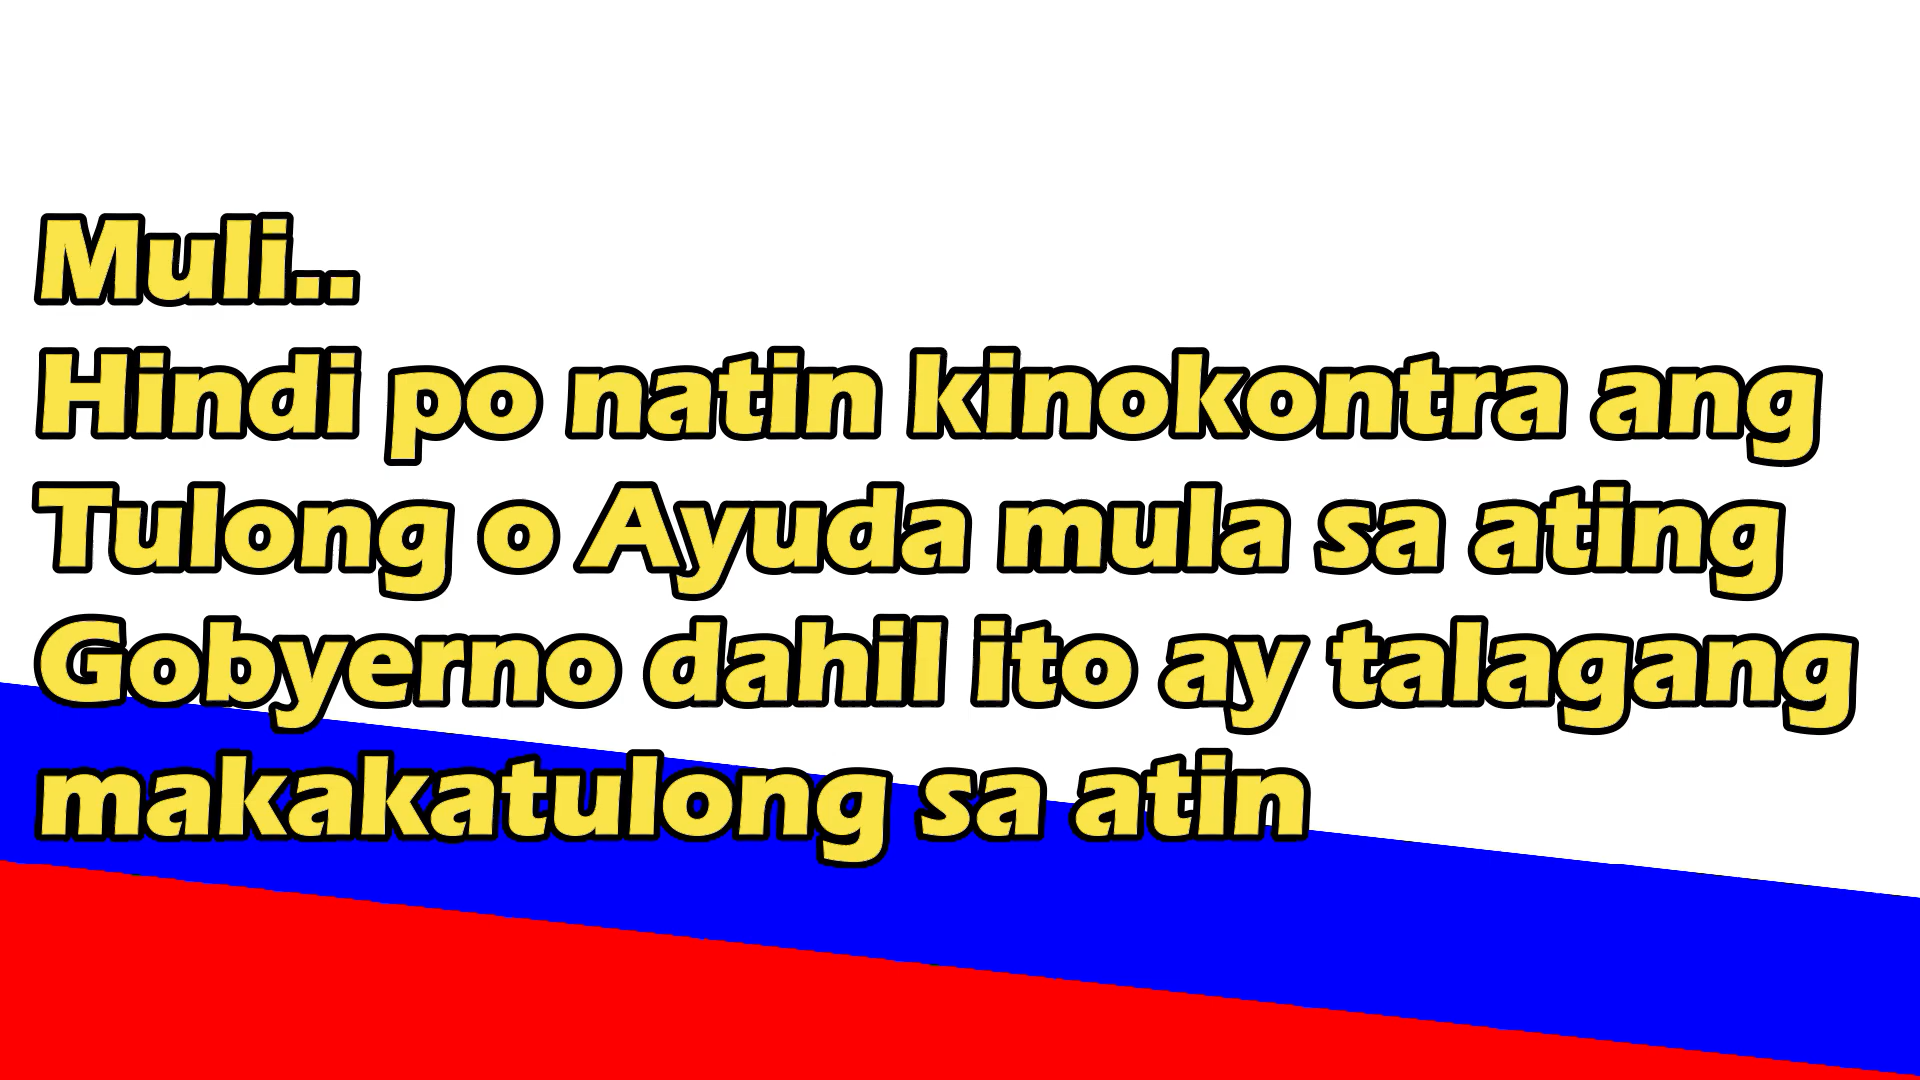 Muli..
Hindi po natin kinokontra ang
Tulong o Ayuda mula sa ating
Gobyerno dahil ito ay talagang
makakatulong sa atin